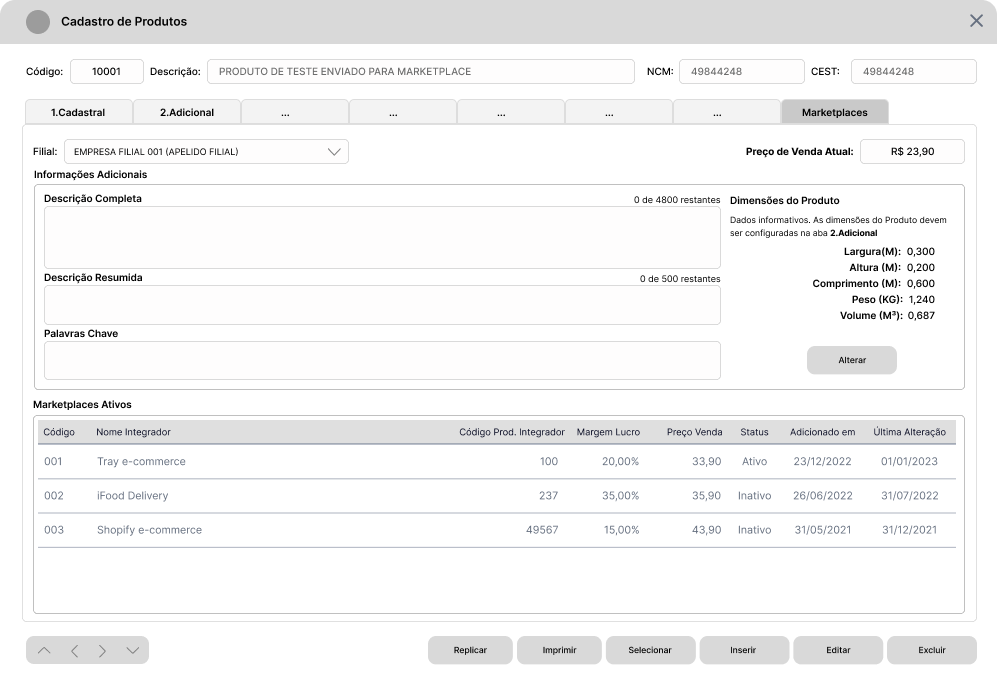 Cadastro de Produtos
Código: 10001 Descrição: PRODUTO DE TESTE ENVIADO PARA MARKETPLACE NCM: 49844248 CEST: 49844248
1.Cadastral 2.Adicional ... ... ... ... ... Marketplaces
Filial: EMPRESA FILIAL 001 (APELIDO FILIAL) Preço de Venda Atual: R$ 23,90
Informações Adicionais
Descrição Completa 0 de 4800 restantes
Descrição Resumida 0 de 500 restantes
Palavras Chave
Dimensões do Produto
Dados informativos. As dimensões do Produto devem
ser configuradas na aba 2.Adicional
Largura(M): 0,300
Altura (M): 0,200
Comprimento (M): 0,600
Peso (KG): 1,240
Volume (M³): 0,687
Alterar
Marketplaces Ativos
Código Nome Integrador Código Prod. Integrador Margem Lucro Preço Venda Status Adicionado em Última Alteração
001 Tray e-commerce 100 20,00% 33,90 Ativo 23/12/2022 01/01/2023
002 iFood Delivery 237 35,00% 35,90 Inativo 26/06/2022 31/07/2022
003 Shopify e-commerce 49567 15,00% 43,90 Inativo 31/05/2021 31/12/2021
Replicar Imprimir Selecionar Inserir Editar Excluir